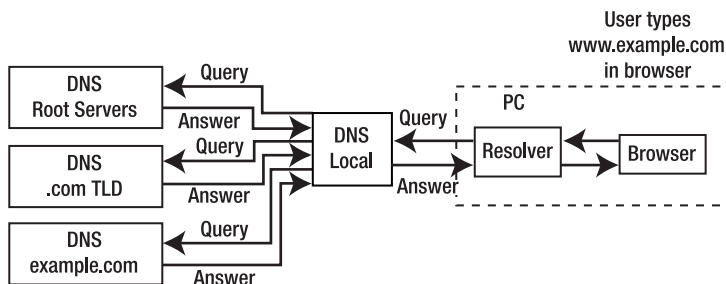 User types
www.example.com
in browser
DNS
Root Servers
Query
Answer
DNS
.com TLD
Query
Answer
DNS
example.com
Query
Answer
DNS
Local
Query
Answer
PC
Resolver
Browser